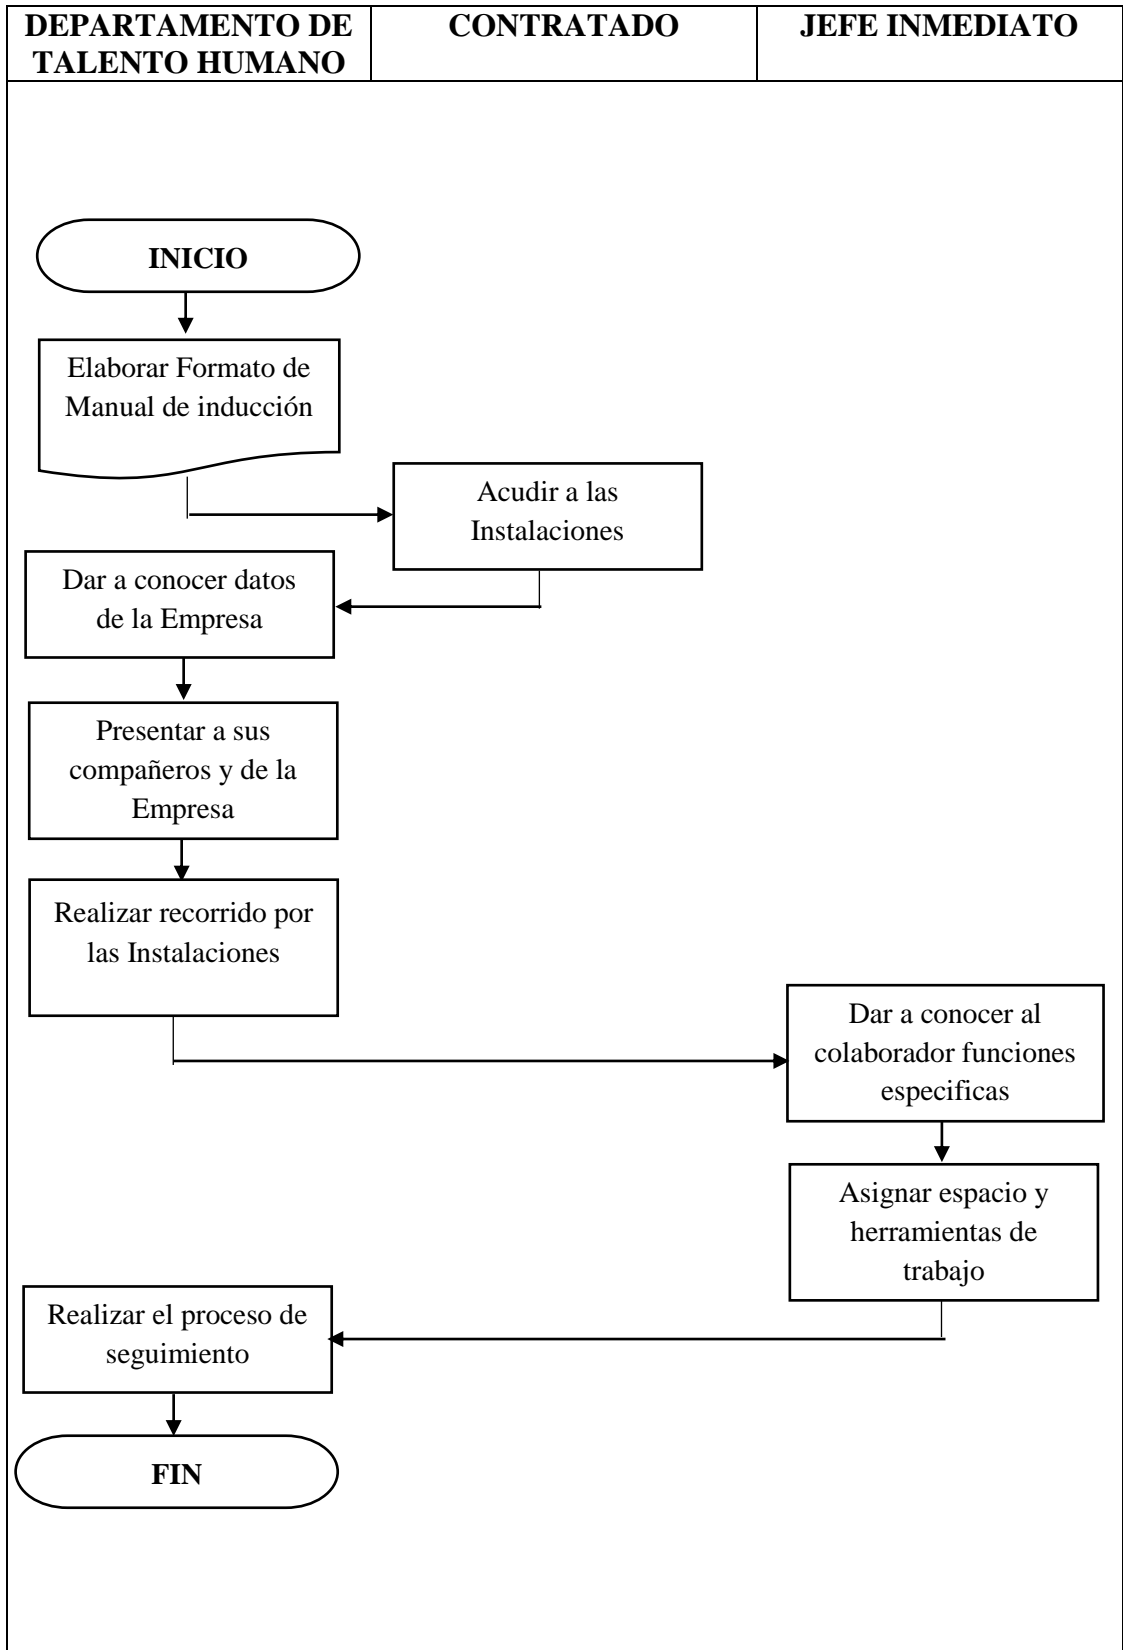 DEPARTAMENTO DE
TALENTO HUMANO
CONTRATADO
JEFE INMEDIATO
INICIO
Elaborar Formato de
Manual de inducción
Acudir a las
Instalaciones
Dar a conocer datos
de la Empresa
Presentar a sus
compañeros y de la
Empresa
Realizar recorrido por
las Instalaciones
Dar a conocer al
colaborador funciones
especificas
Asignar espacio y
herramientas de
trabajo
Realizar el proceso de
seguimiento
FIN